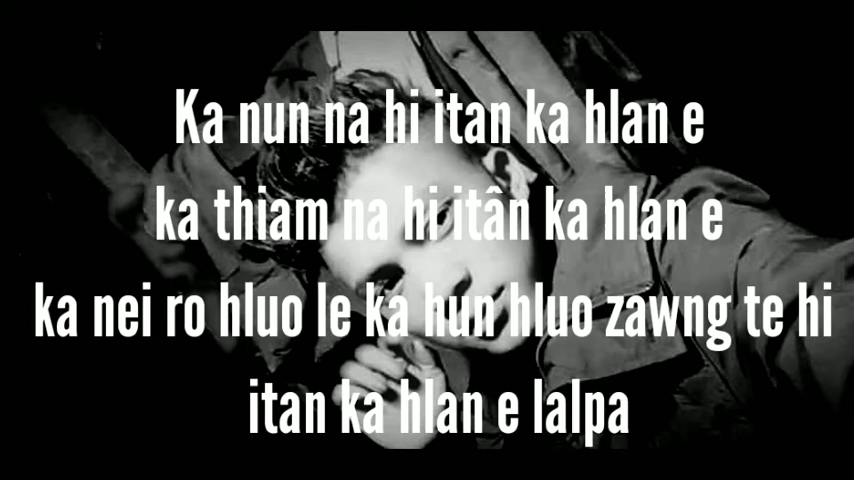 Ka nun na hi itan ka hlan e
ka thiam na hi itân ka hlan e
ka nei ro hluo le ka hun hluo zawng te hi
itan ka hlan e lalpa